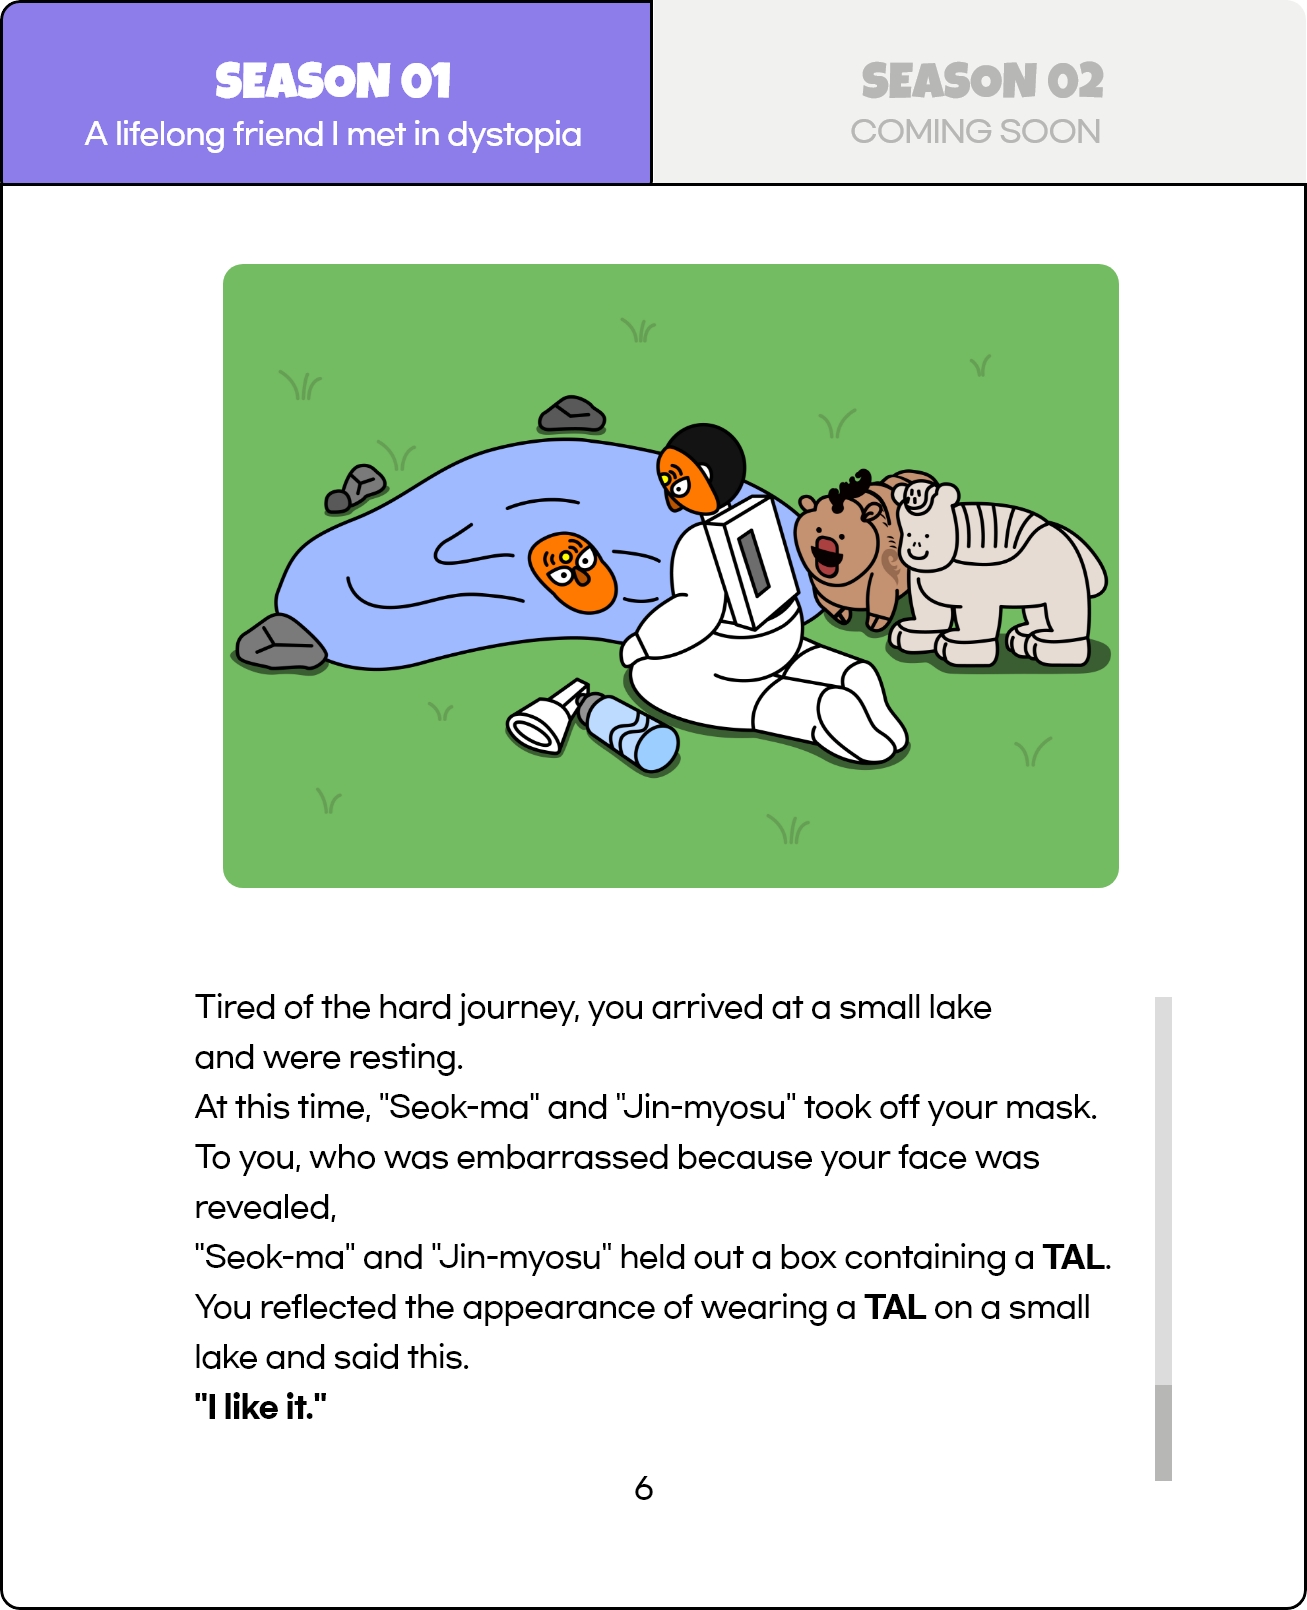 SEASON 01
A lifelong friend I met in dystopia
SEASON 02
COMING SOON
Tired of the hard journey, you arrived at a small lake
and were resting.
At this time, "Seok-ma" and "Jin-myosu" took off your mask.
To you, who was embarrassed because your face was
revealed,
"Seok-ma" and "Jin-myosu" held out a box containing a TAL.
You reflected the appearance of wearing a TAL on a small
lake and said this.
"I like it."
6